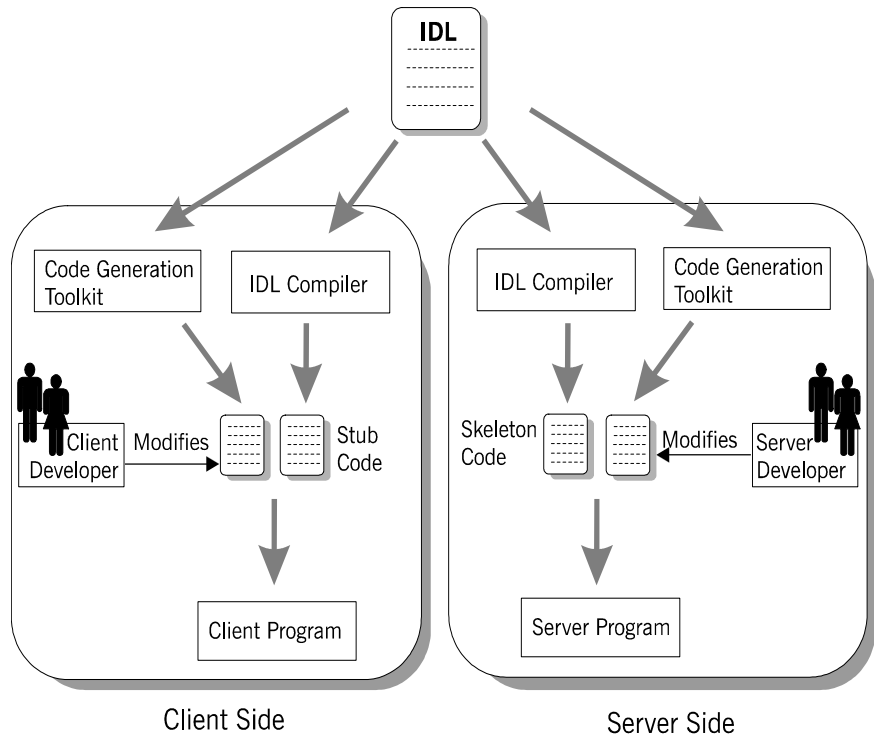 IDL
Code Generation
Toolkit
IDL Compiler
Client
Developer
Modifies
Stub
Code
Client Program
Client Side
IDL Compiler
Code Generation
Toolkit
Skeleton
Code
Modifies
Server
Developer
Server Program
Server Side